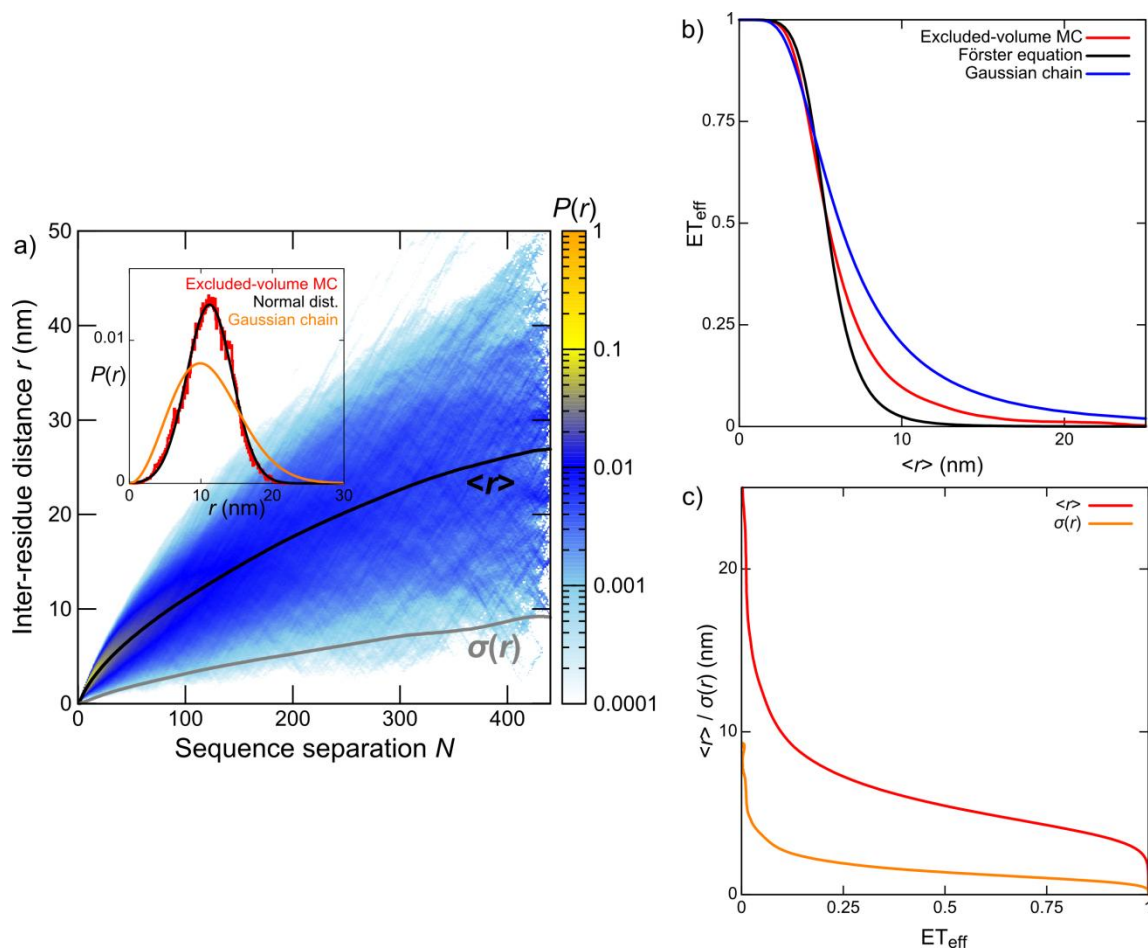 a)
P(r)
50
40
30
20
10
0
Inter-residue distance r (nm)
0
100
200
300
400
Sequence separation N
<r>
σ(r)
1
0.1
0.01
0.001
0.0001
Excluded-volume MC
Normal dist.
Gaussian chain
0.01
P(r)
0
0
10
20
30
r (nm)
b)
Excluded-volume MC
Förster equation
Gaussian chain
1
0.75
0.5
0.25
0
ETeff
0
10
20
<r> (nm)
c)
<r>
σ(r)
20
10
0
<r> / σ(r) (nm)
0
0.25
0.5
0.75
1
ETeff